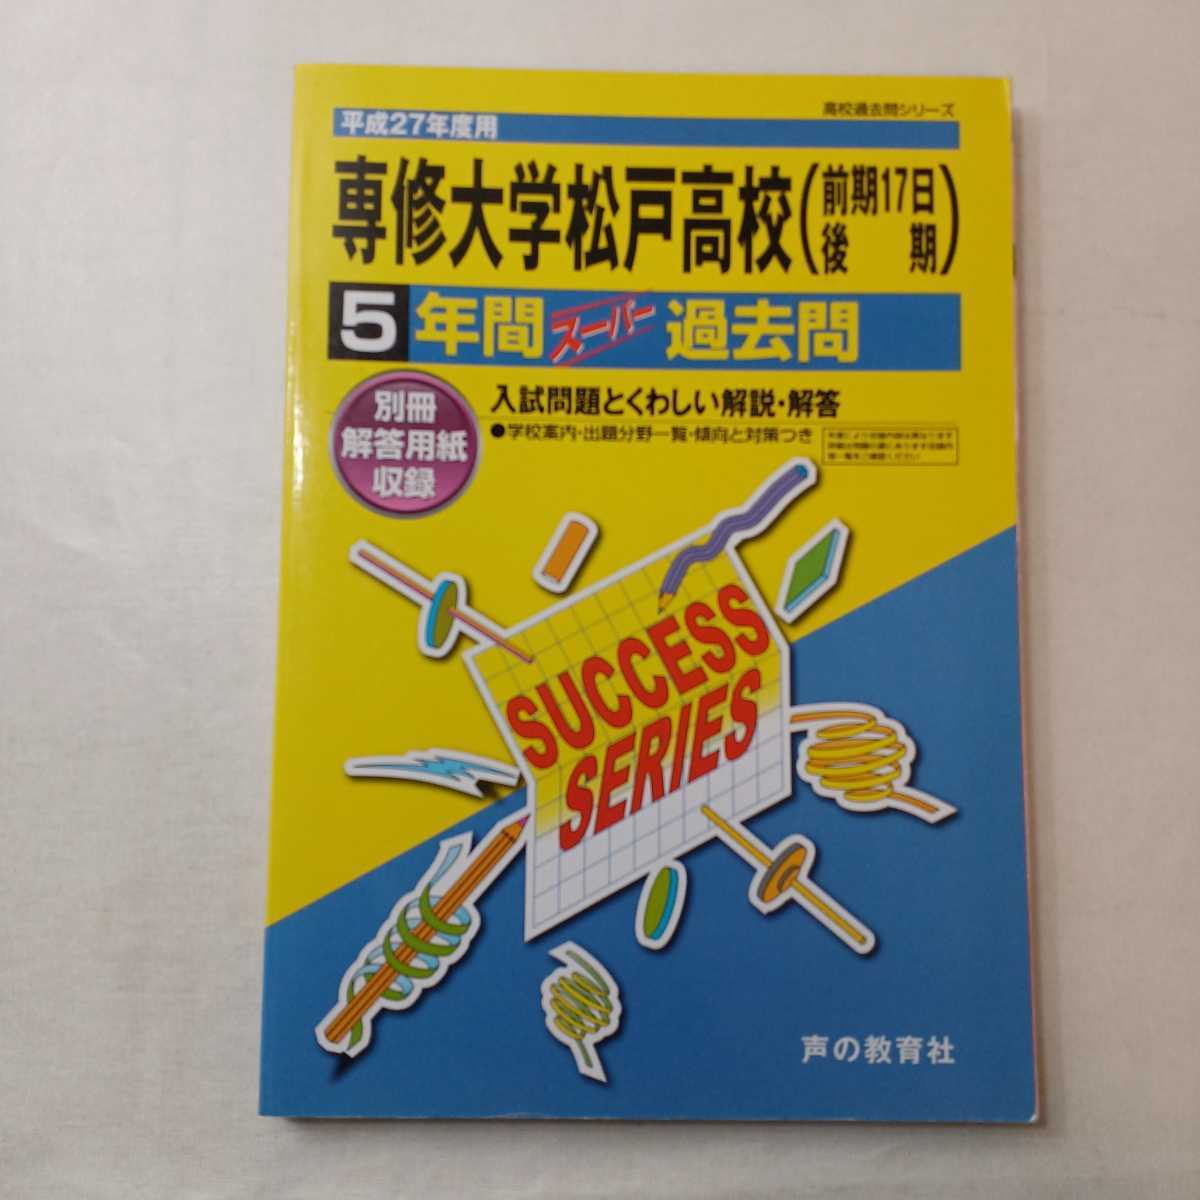 高校過去問シリーズ
平成27年度用
専修大学松戸高校(前期17日
後期)
5年間スーパー過去問
別冊
解答用紙
収録
入試問題とくわしい解説・解答
●学校案内・出題分野一覧・傾向と対策つき
SUCCESS
SERIES
声の教育社